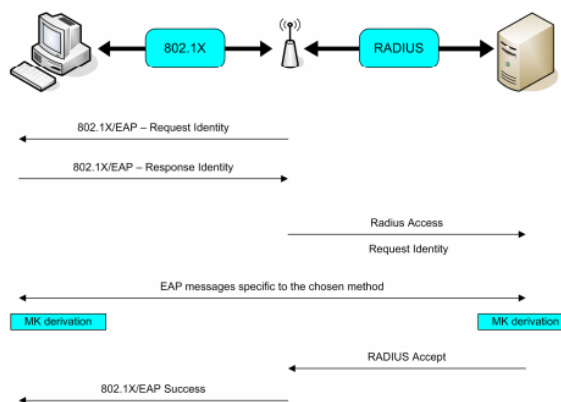 802.1X
RADIUS
802.1X/EAP – Request Identity
802.1X/EAP – Response Identity
Radius Access
Request Identity
EAP messages specific to the chosen method
MK derivation
MK derivation
RADIUS Accept
802.1X/EAP Success